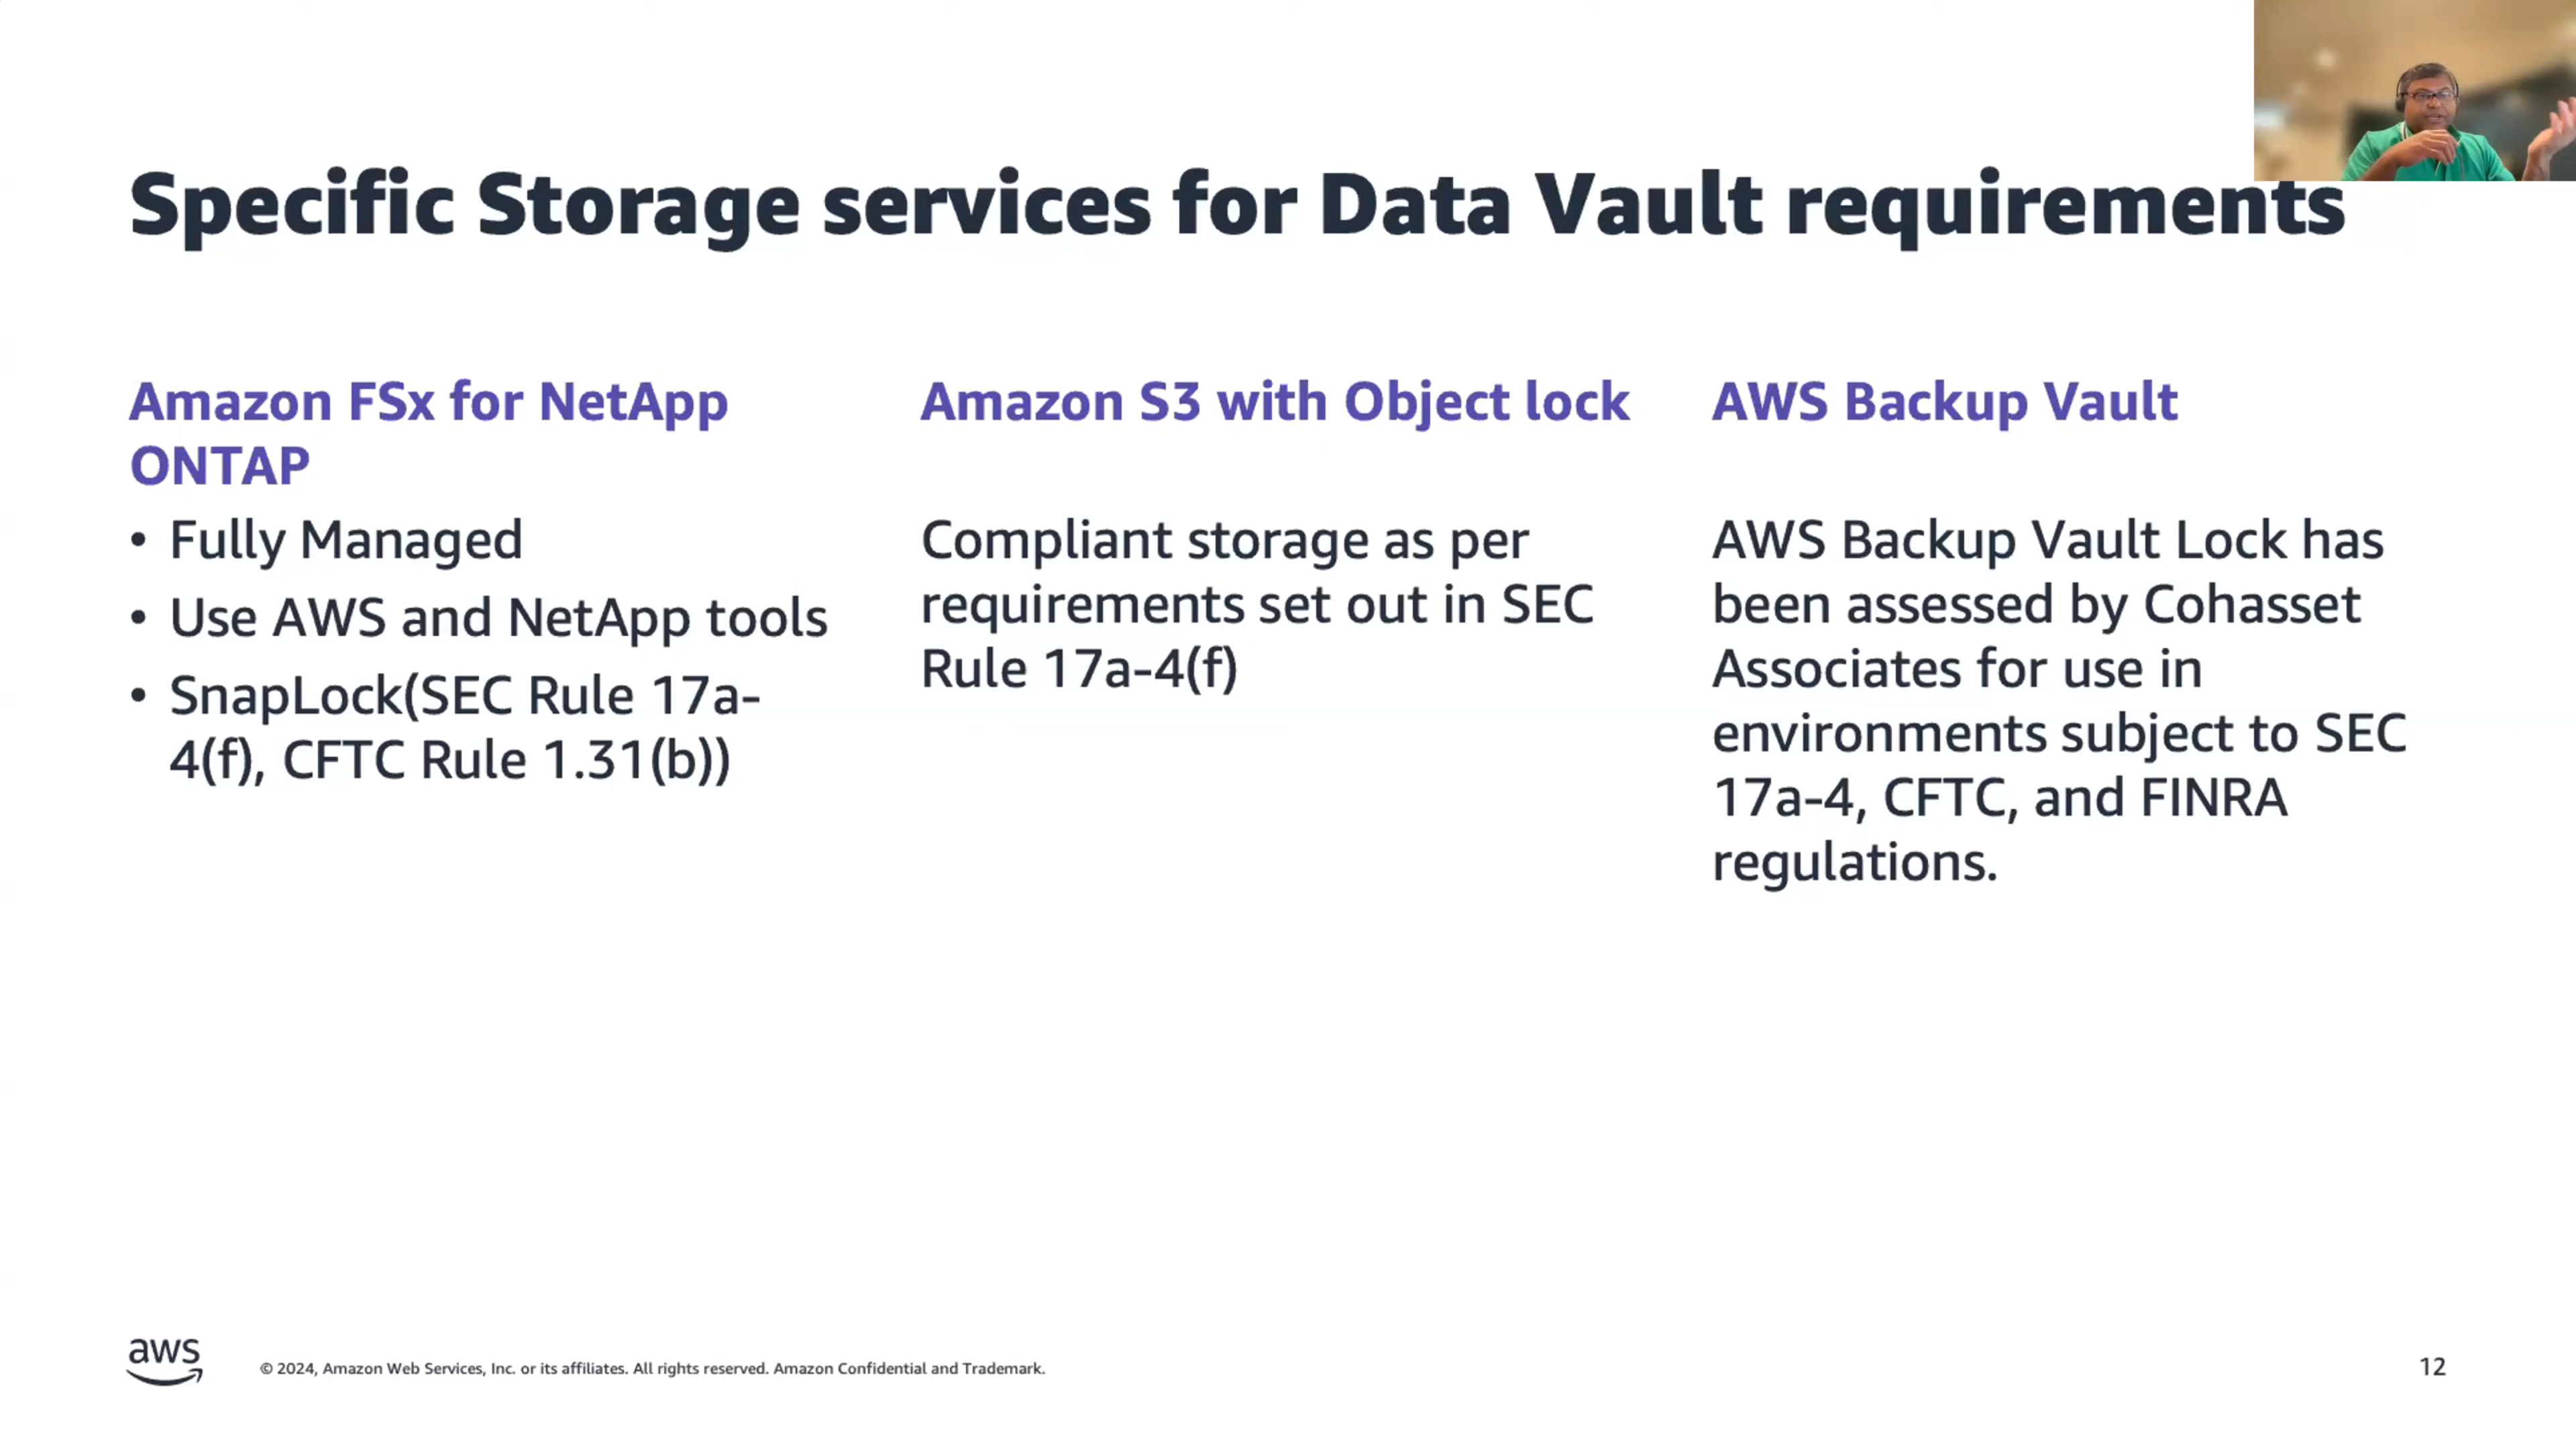 Specific Storage services for Data Vault requirements
Amazon FSx for NetApp
ONTAP
• Fully Managed
• Use AWS and NetApp tools
• SnapLock(SEC Rule 17a-
4(f), CFTC Rule 1.31(b))
Amazon S3 with Object lock
Compliant storage as per
requirements set out in SEC
Rule 17a-4(f)
AWS Backup Vault
AWS Backup Vault Lock has
been assessed by Cohasset
Associates for use in
environments subject to SEC
17a-4, CFTC, and FINRA
regulations.
aws
© 2024, Amazon Web Services, Inc. or its affiliates. All rights reserved. Amazon Confidential and Trademark.
12